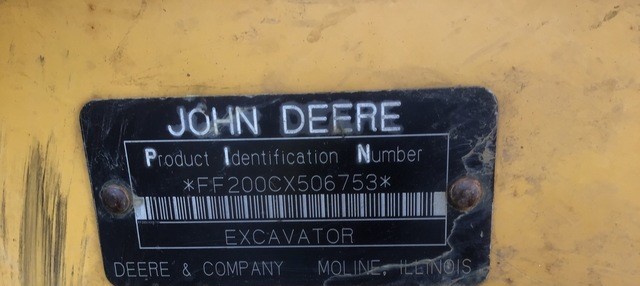 JOHN DEERE
Product Identification Number
*FF200CX506753*
EXCAVATOR
DEERE & COMPANY MOLINE, ILLINOIS